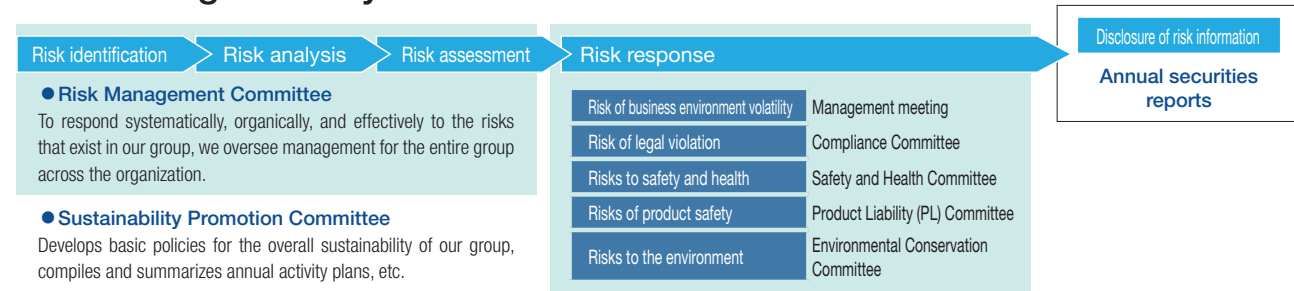 Risk identification
Risk analysis
Risk assessment
Risk response
Disclosure of risk information
Annual securities
reports
●Risk Management Committee
To respond systematically, organically, and effectively to the risks
that exist in our group, we oversee management for the entire group
across the organization.
●Sustainability Promotion Committee
Develops basic policies for the overall sustainability of our group,
compiles and summarizes annual activity plans, etc.
Risk of business environment volatility Management meeting
Risk of legal violation Compliance Committee
Risks to safety and health Safety and Health Committee
Risks of product safety Product Liability (PL) Committee
Risks to the environment Environmental Conservation
Committee